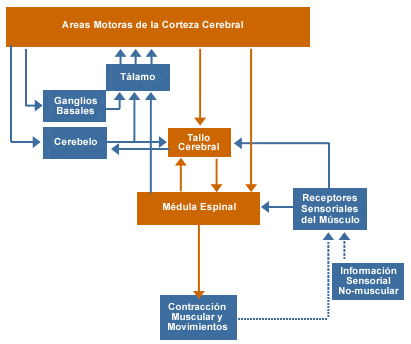 Areas Motoras de la Corteza Cerebral
Tálamo
Ganglios
Basales
Cerebelo
Tallo
Cerebral
Receptores
Sensoriales
del Músculo
Médula Espinal
Información
Sensorial
No-muscular
Contracción
Muscular y
Movimientos